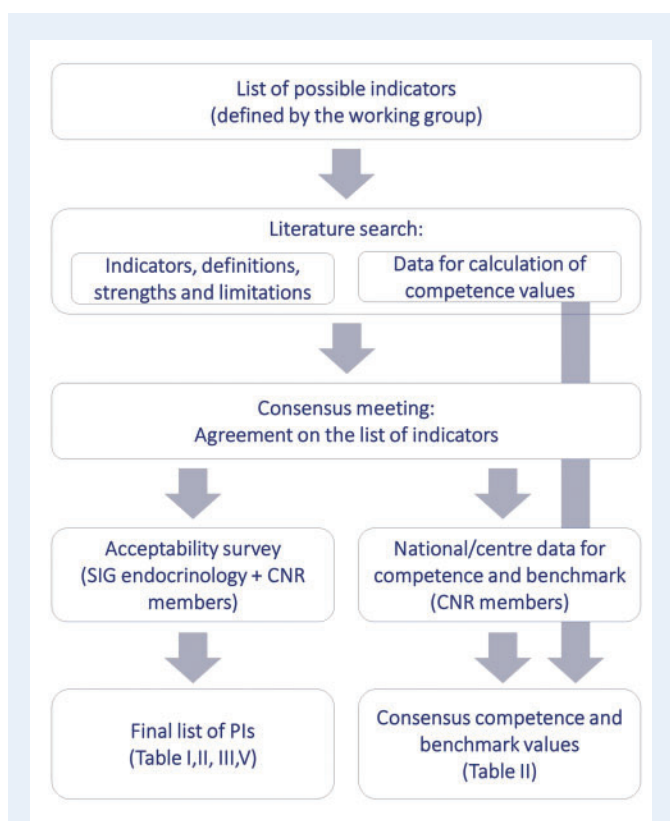 List of possible indicators
(defined by the working group)
Literature search:
Indicators, definitions,
strengths and limitations
Data for calculation of
competence values
Consensus meeting:
Agreement on the list of indicators
Acceptability survey
(SIG endocrinology + CNR
members)
National/centre data for
competence and benchmark
(CNR members)
Final list of PIs
(Table I,II, III,V)
Consensus competence and
benchmark values
(Table II)